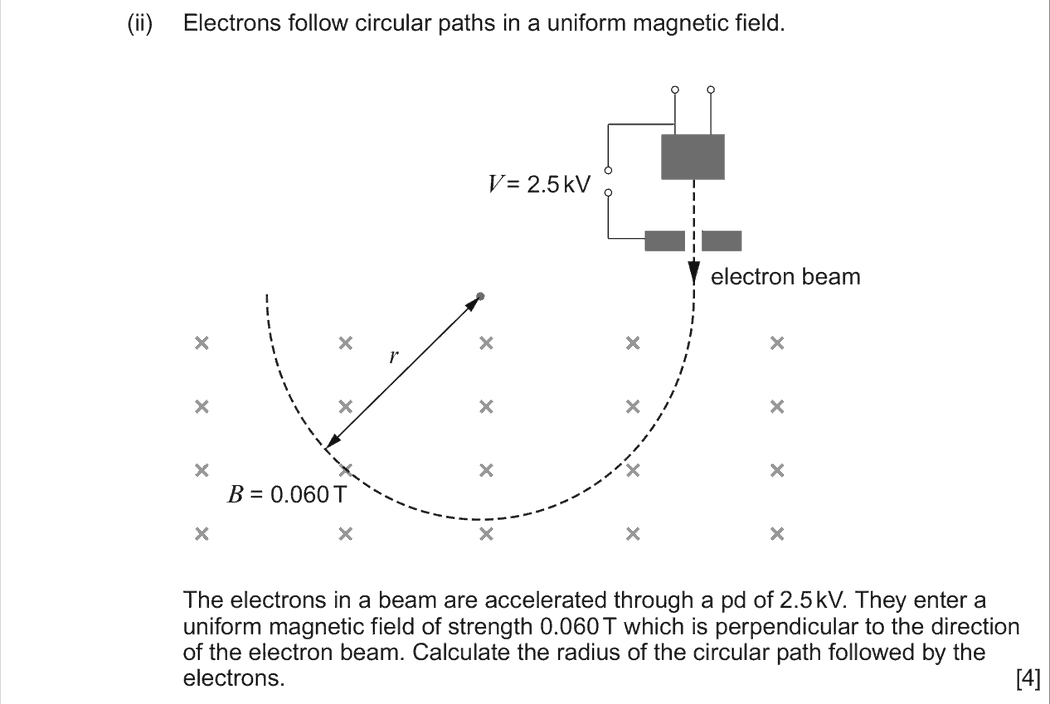 (ii) Electrons follow circular paths in a uniform magnetic field.
V = 2.5 kV
electron beam
r
B = 0.060 T
The electrons in a beam are accelerated through a pd of 2.5 kV. They enter a
uniform magnetic field of strength 0.060 T which is perpendicular to the direction
of the electron beam. Calculate the radius of the circular path followed by the
electrons. [4]